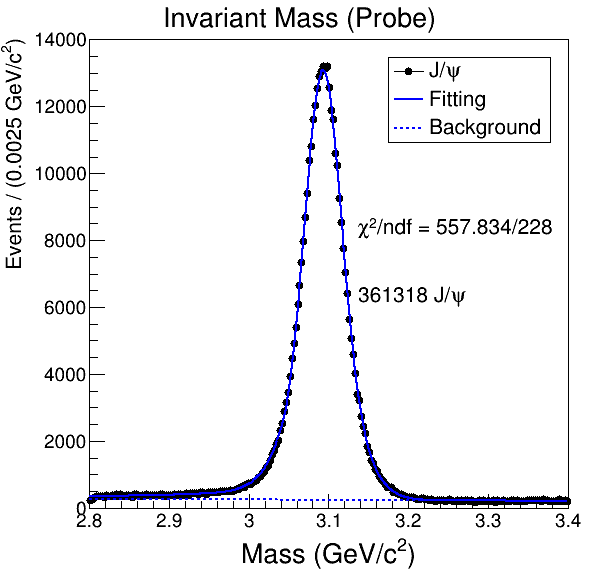 Invariant Mass (Probe)
Events / (0.0025 GeV/c²)
14000
12000
10000
8000
6000
4000
2000
0
J/ψ
Fitting
Background
χ²/ndf = 557.834/228
361318 J/ψ
2.8 2.9 3 3.1 3.2 3.3 3.4
Mass (GeV/c²)